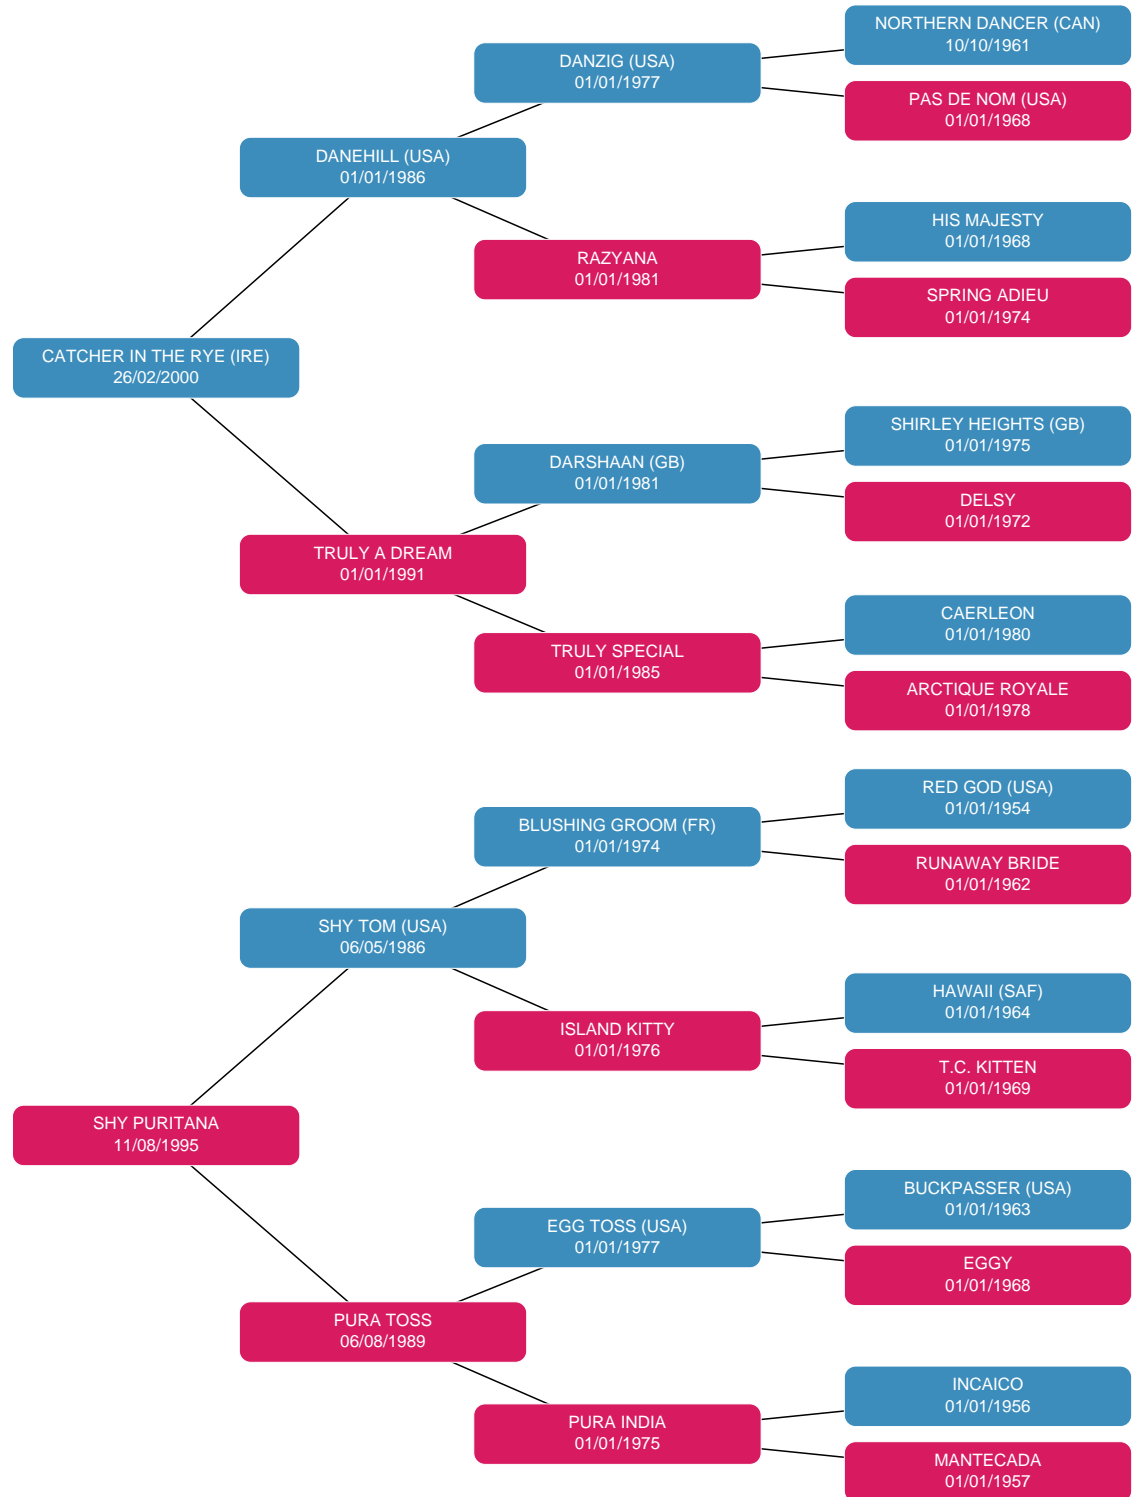 NORTHERN DANCER (CAN)
10/10/1961
DANZIG (USA)
01/01/1977
PAS DE NOM (USA)
01/01/1968
DANEHILL (USA)
01/01/1986
HIS MAJESTY
01/01/1968
RAZYANA
01/01/1981
SPRING ADIEU
01/01/1974
CATCHER IN THE RYE (IRE)
26/02/2000
SHIRLEY HEIGHTS (GB)
01/01/1975
DARSHAAN (GB)
01/01/1981
DELSY
01/01/1972
TRULY A DREAM
01/01/1991
CAERLEON
01/01/1980
TRULY SPECIAL
01/01/1985
ARCTIQUE ROYALE
01/01/1978
RED GOD (USA)
01/01/1954
BLUSHING GROOM (FR)
01/01/1974
RUNAWAY BRIDE
01/01/1962
SHY TOM (USA)
06/05/1986
HAWAII (SAF)
01/01/1964
ISLAND KITTY
01/01/1976
T.C. KITTEN
01/01/1969
SHY PURITANA
11/08/1995
BUCKPASSER (USA)
01/01/1963
EGG TOSS (USA)
01/01/1977
EGGY
01/01/1968
PURA TOSS
06/08/1989
INCAICO
01/01/1956
PURA INDIA
01/01/1975
MANTECADA
01/01/1957